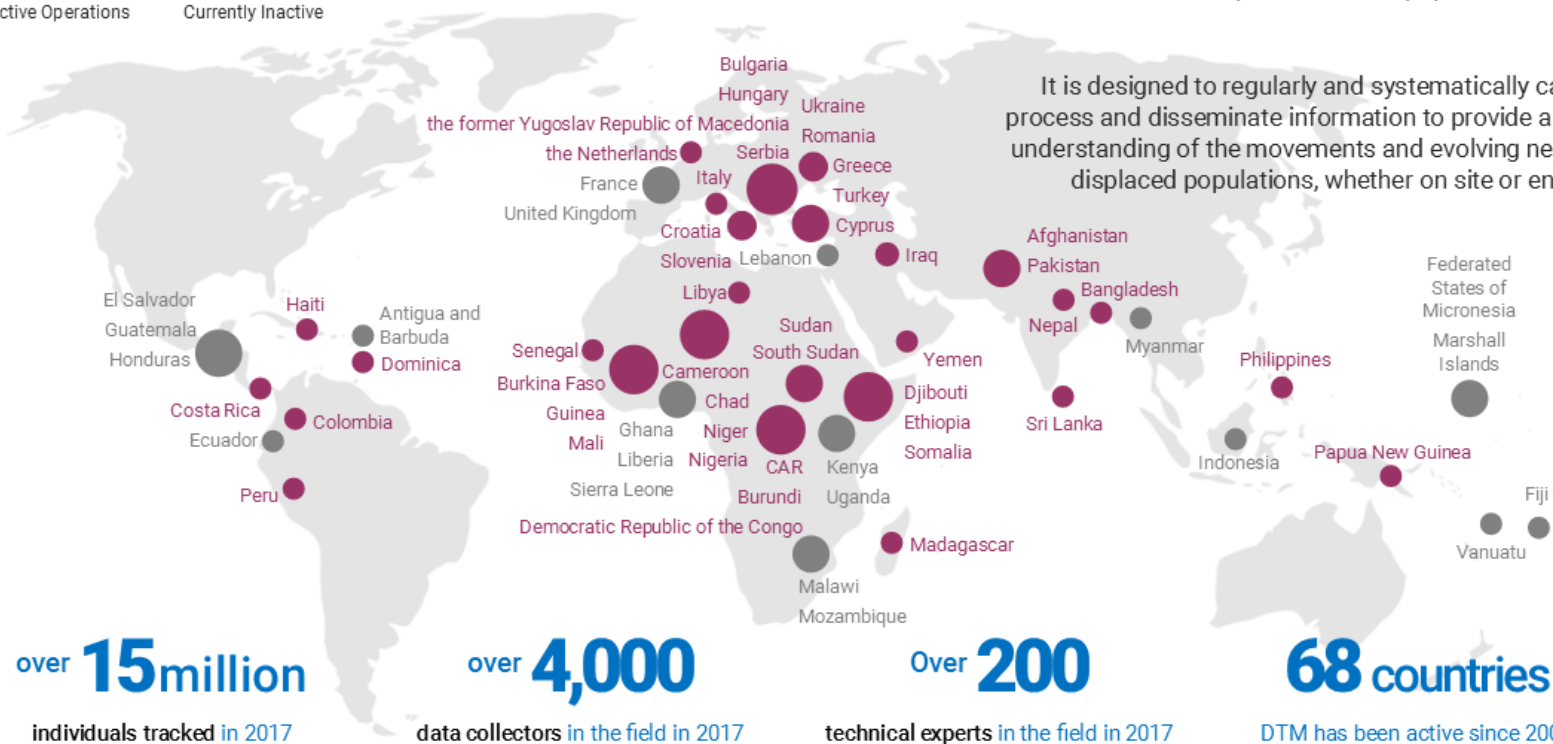 ctive Operations
Currently Inactive
It is designed to regularly and systematically ca
process and disseminate information to provide a
understanding of the movements and evolving ne
displaced populations, whether on site or en
Bulgaria
Hungary
the former Yugoslav Republic of Macedonia
Serbia
Ukraine
Romania
Greece
Turkey
Cyprus
the Netherlands
France
United Kingdom
Italy
Croatia
Slovenia
Lebanon
Iraq
Libya
Afghanistan
Pakistan
Bangladesh
Nepal
Myanmar
Sri Lanka
Philippines
Indonesia
Papua New Guinea
Federated
States of
Micronesia
Marshall
Islands
Fiji
Vanuatu
El Salvador
Guatemala
Honduras
Haiti
Antigua and
Barbuda
Dominica
Costa Rica
Colombia
Ecuador
Peru
Senegal
Burkina Faso
Guinea
Mali
Ghana
Liberia
Sierra Leone
Cameroon
Chad
Niger
Nigeria
Sudan
South Sudan
Yemen
Djibouti
Ethiopia
Somalia
CAR
Burundi
Democratic Republic of the Congo
Kenya
Uganda
Madagascar
Malawi
Mozambique
over 15 million
individuals tracked in 2017
over 4,000
data collectors in the field in 2017
Over 200
technical experts in the field in 2017
68 countries
DTM has been active since 200